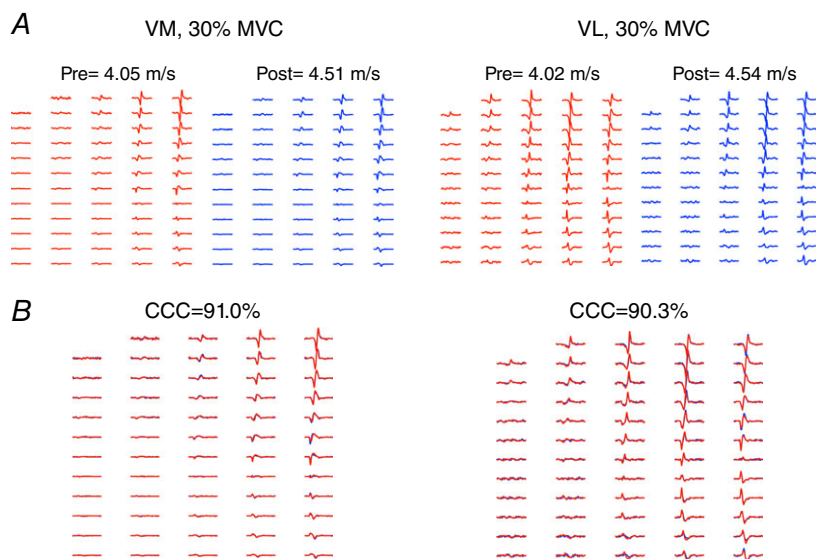 A
VM, 30% MVC
VL, 30% MVC
Pre= 4.05 m/s
Post= 4.51 m/s
Pre= 4.02 m/s
Post= 4.54 m/s
B
CCC=91.0%
CCC=90.3%